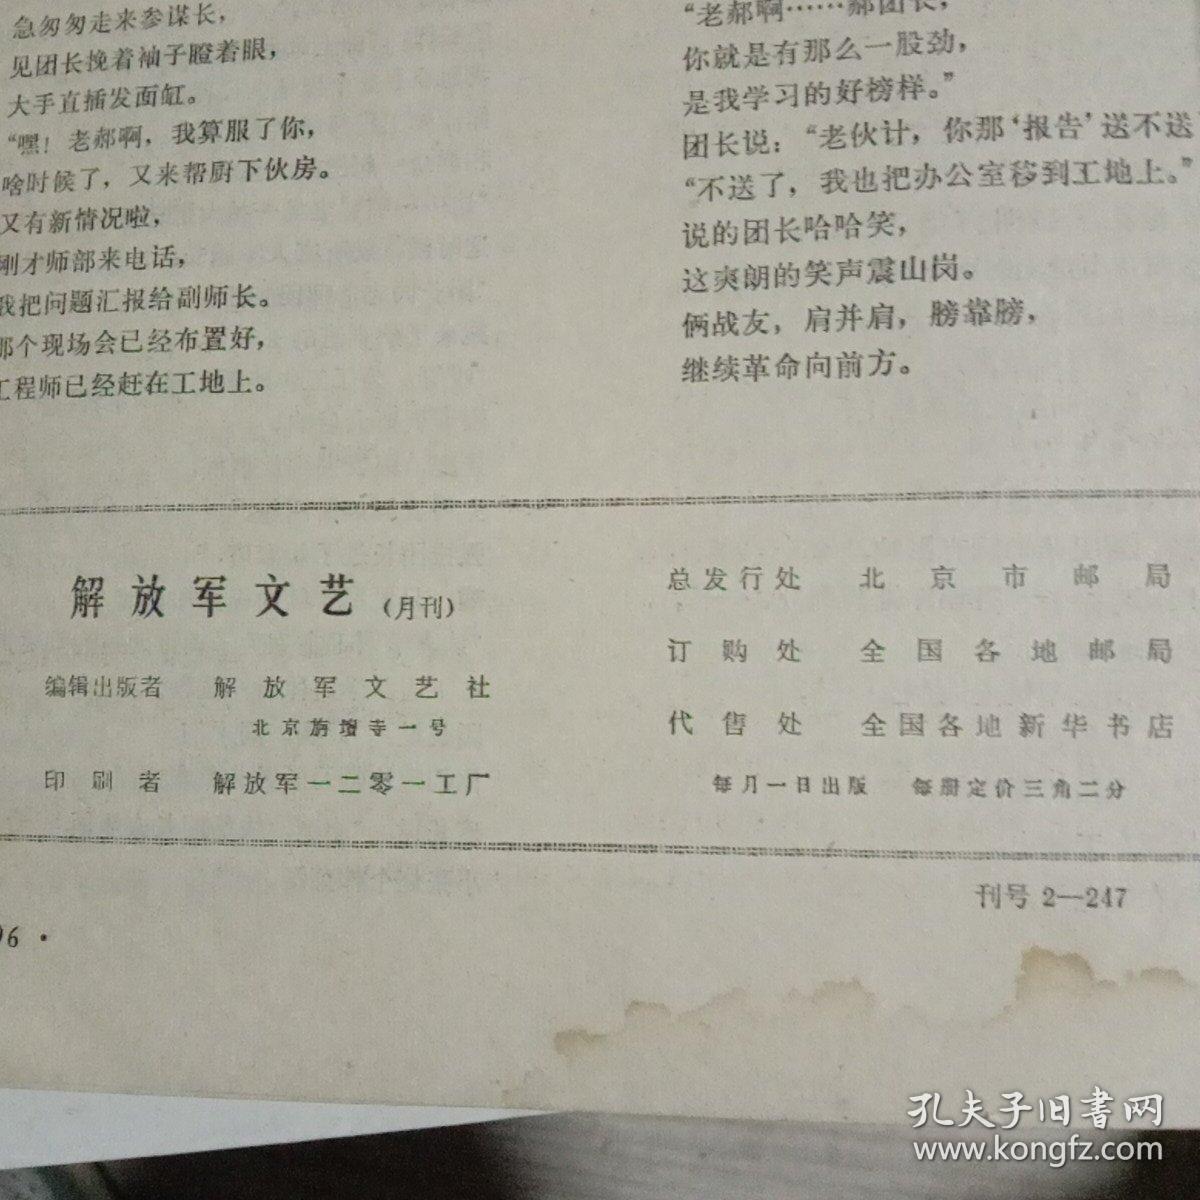 急匆匆走来参谋长，
见团长挽着袖子瞪着眼，
大手直插发面缸。
“嘿！老郝啊，我算服了你，
啥时候了，又来帮厨下伙房。
又有新情况啦，
刚才师部来电话，
我把问题汇报给副师长。
那个现场会已经布置好，
工程师已经赶在工地上。
“老郝啊……郝团长，
你就是有那么一股劲，
是我学习的好榜样。”
团长说：“老伙计，你那‘报告’送不送
“不送了，我也把办公室移到工地上。”
说的团长哈哈笑，
这爽朗的笑声震山岗。
俩战友，肩并肩，膀靠膀，
继续革命向前方。
解放军文艺（月刊）
编辑出版者 解放军文艺社
北京旃坛寺一号
印刷者 解放军一二零一工厂
总发行处 北京市邮局
订购处 全国各地邮局
代售处 全国各地新华书店
每月一日出版 每册定价三角二分
刊号 2—247
96 ·
孔夫子旧书网
www.kongfz.com